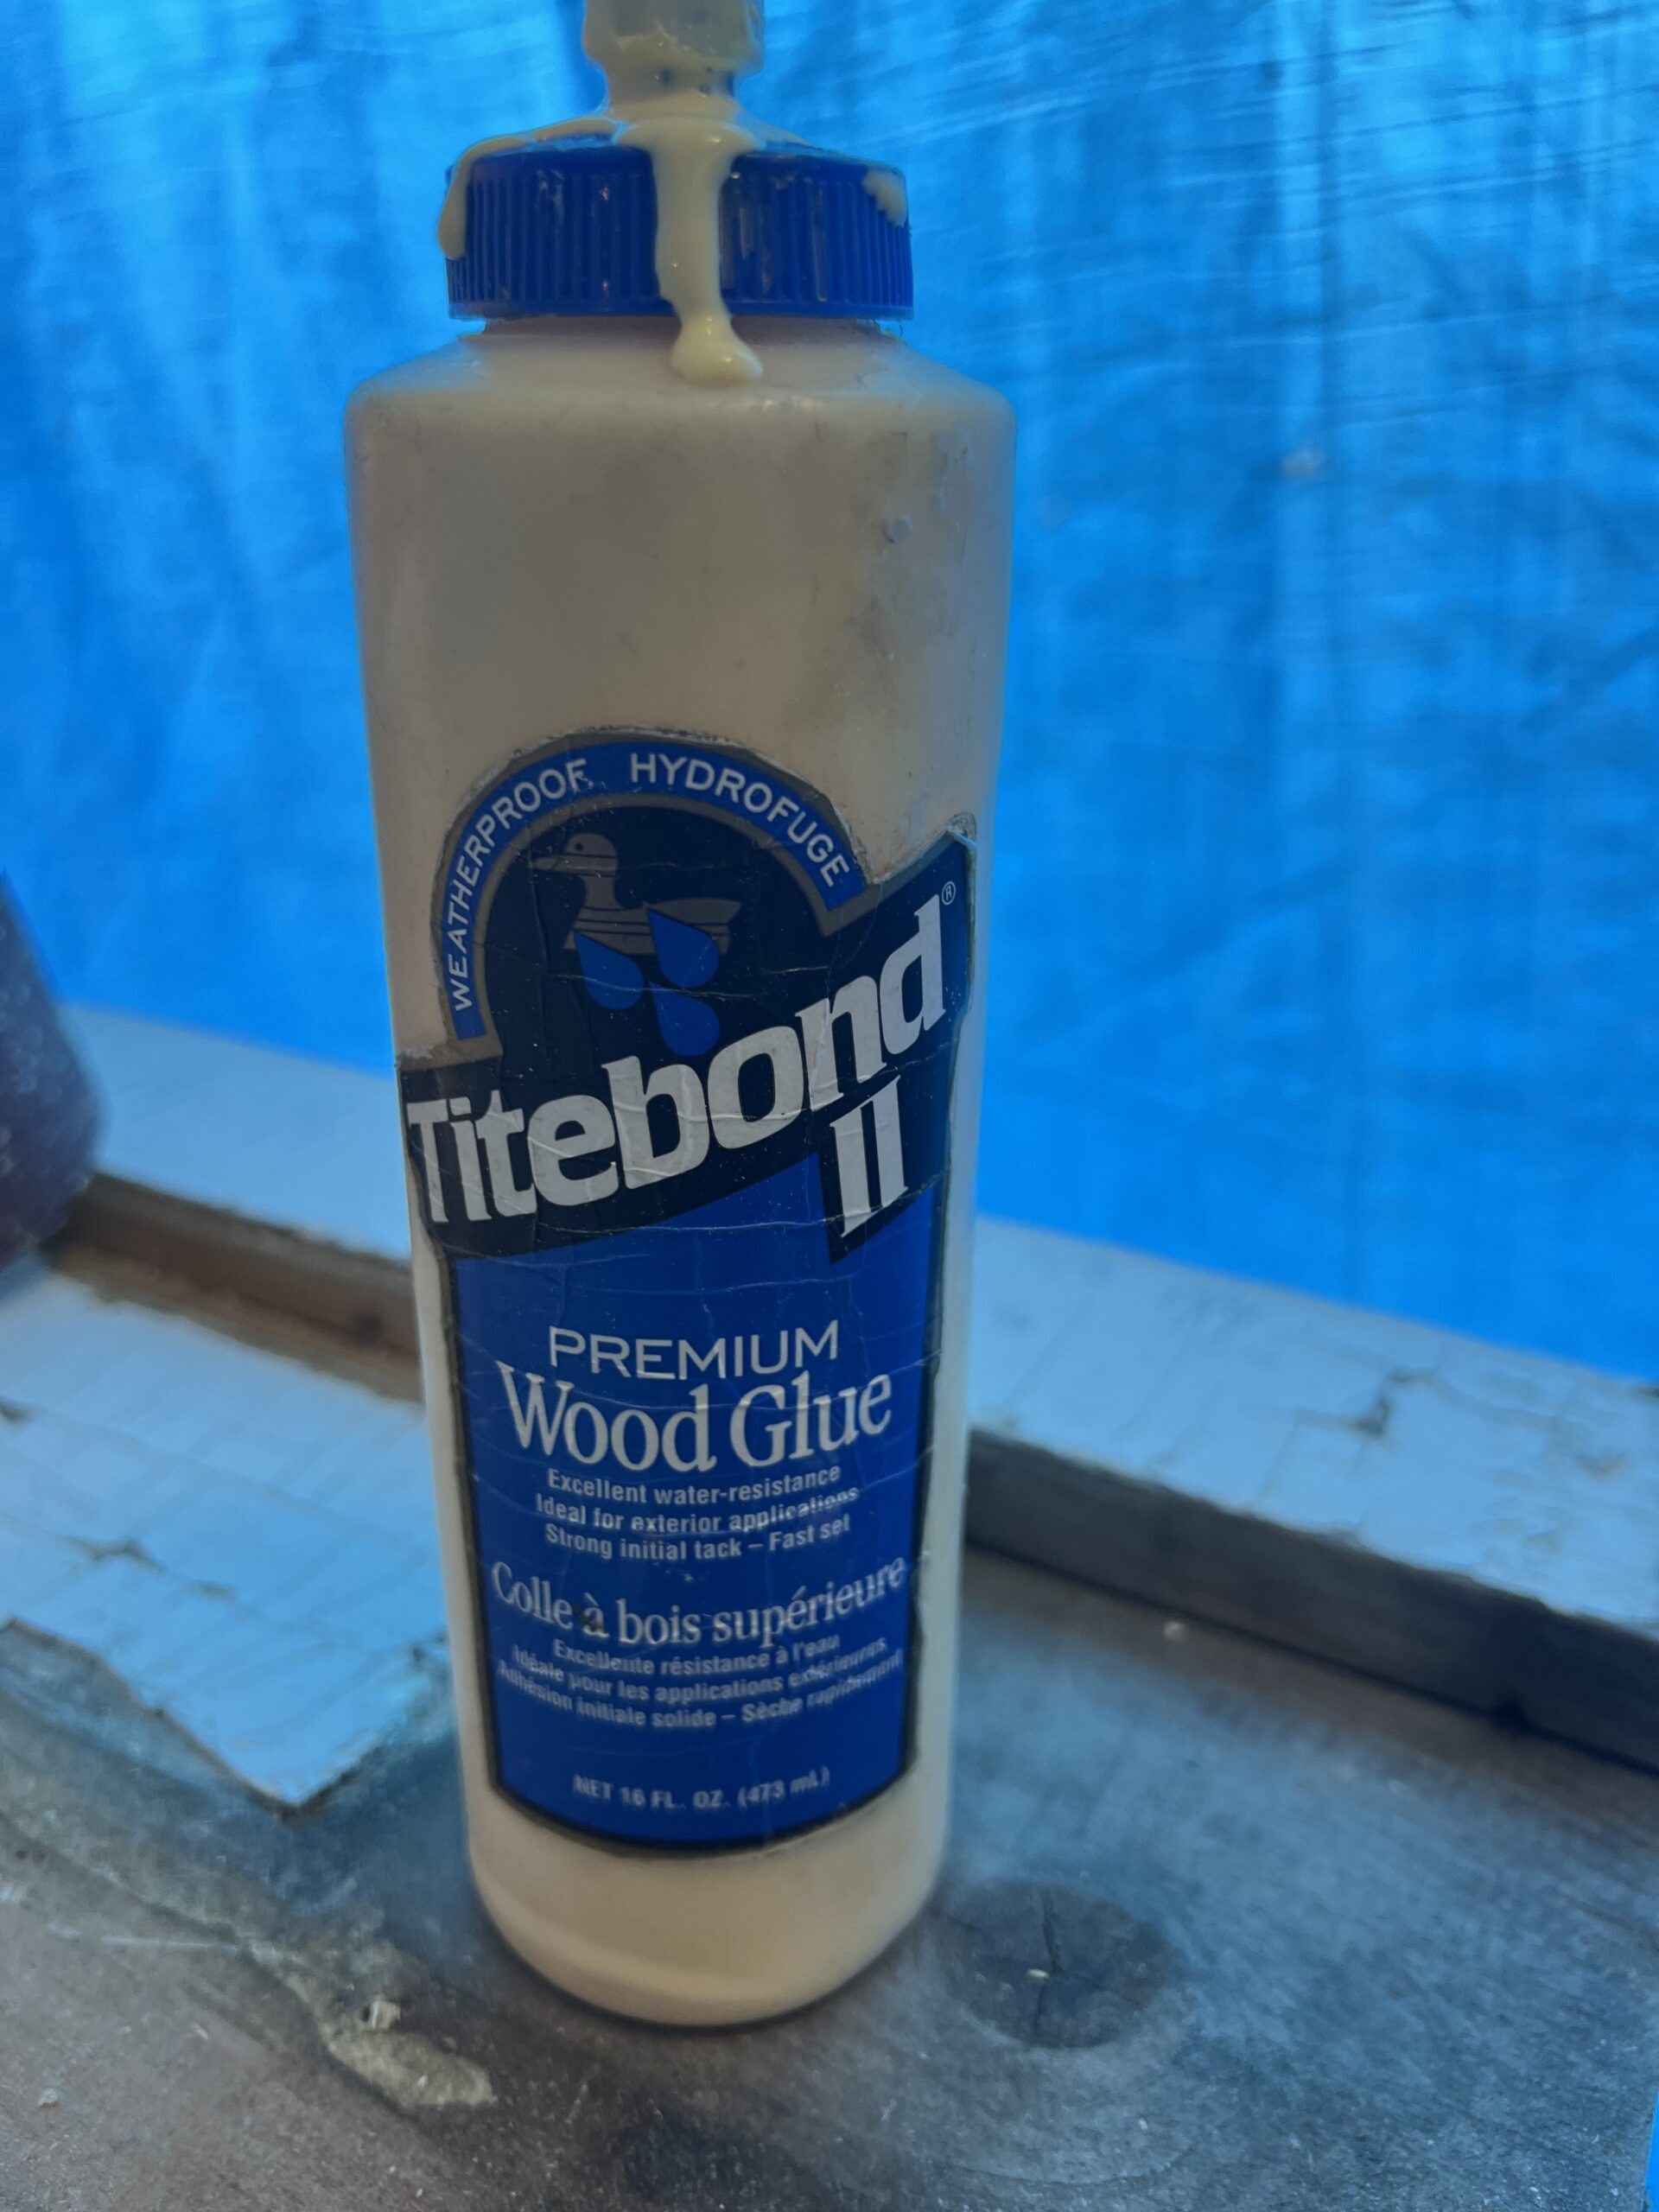 WEATHERPROOF HYDROFUGE
Titebond®
II
PREMIUM
Wood Glue
Excellent water-resistance
Ideal for exterior applications
Strong initial tack – Fast set
Colle à bois supérieure
Excellente résistance à l'eau
Idéale pour les applications extérieures
Adhésion initiale solide – Sèche rapidement
NET 16 FL. OZ. (473 mL)